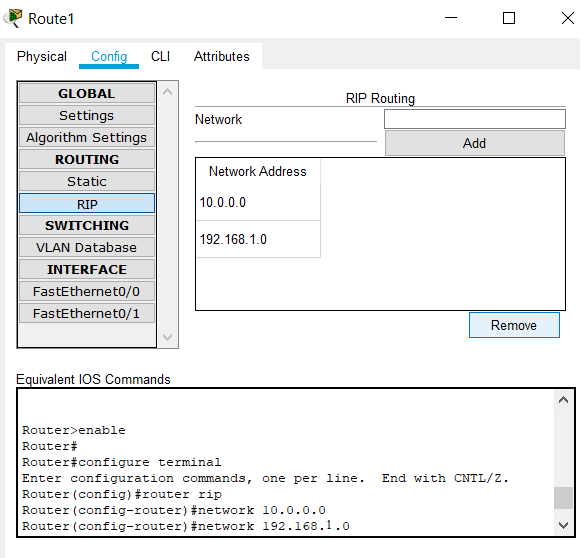 Route1
Physical Config CLI Attributes
GLOBAL
Settings
Algorithm Settings
ROUTING
Static
RIP
SWITCHING
VLAN Database
INTERFACE
FastEthernet0/0
FastEthernet0/1
RIP Routing
Network
Add
Network Address
10.0.0.0
192.168.1.0
Remove
Equivalent IOS Commands
Router>enable
Router#
Router#configure terminal
Enter configuration commands, one per line.  End with CNTL/Z.
Router(config)#router rip
Router(config-router)#network 10.0.0.0
Router(config-router)#network 192.168.1.0